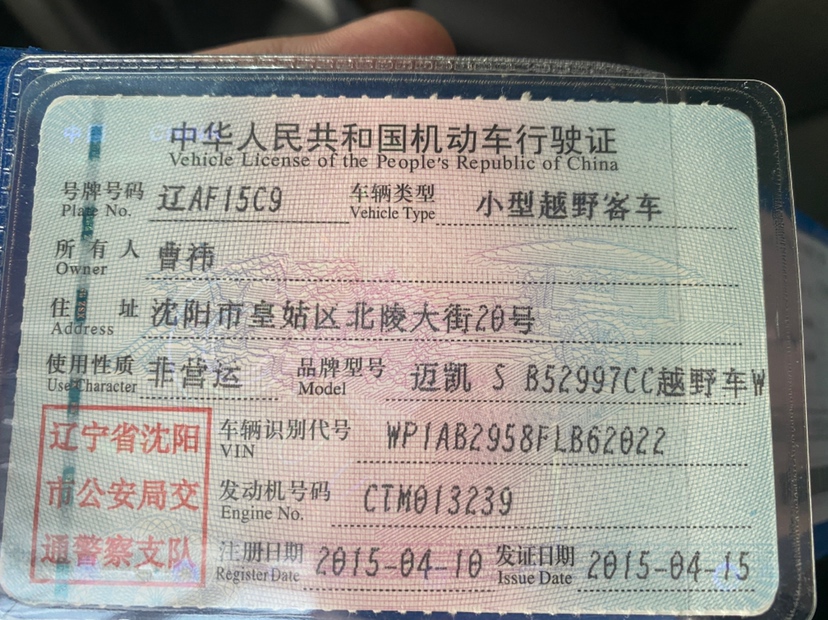 中华人民共和国机动车行驶证
Vehicle License of the People's Republic of China
号牌号码 辽AF15C9 车辆类型 小型越野客车
Plate No. Vehicle Type
所有人 曹祎
Owner
住址 沈阳市皇姑区北陵大街20号
Address
使用性质 非营运 品牌型号 迈凯 S B52997CC越野车W
Use Character Model
辽宁省沈阳 车辆识别代号 WP1AB2958FLB62022
VIN
市公安局交 发动机号码 CTM013239
Engine No.
通警察支队 注册日期 2015-04-10 发证日期 2015-04-15
Register Date Issue Date